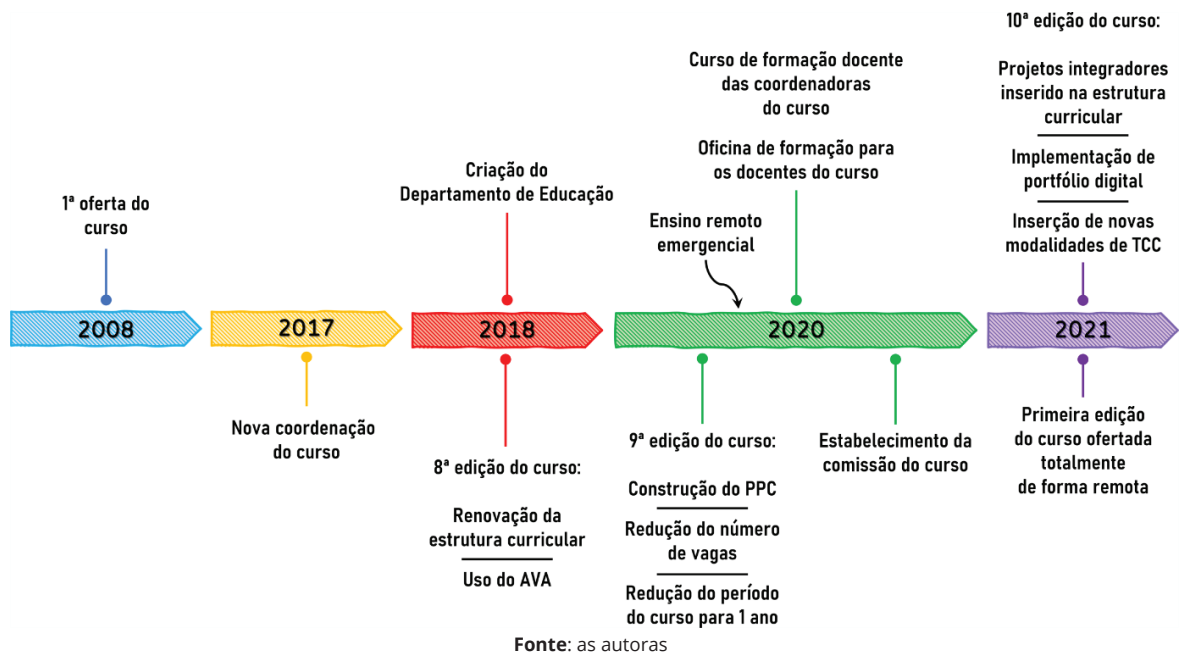 1ª oferta do
curso
2008
2017
Nova coordenação
do curso
Criação do
Departamento de Educação
2018
8ª edição do curso:
Renovação da
estrutura curricular
Uso do AVA
Curso de formação docente
das coordenadoras
do curso
Oficina de formação para
os docentes do curso
Ensino remoto
emergencial
2020
9ª edição do curso:
Construção do PPC
Redução do número
de vagas
Redução do período
do curso para 1 ano
Estabelecimento da
comissão do curso
10ª edição do curso:
Projetos integradores
inserido na estrutura
curricular
Implementação de
portfólio digital
Inserção de novas
modalidades de TCC
2021
Primeira edição
do curso ofertada
totalmente
de forma remota
Fonte: as autoras